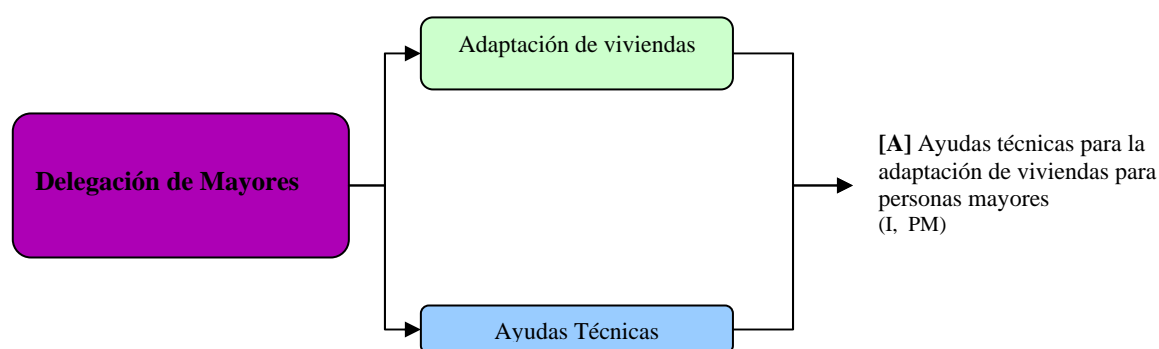 Adaptación de viviendas
Delegación de Mayores
[A] Ayudas técnicas para la
adaptación de viviendas para
personas mayores
(I, PM)
Ayudas Técnicas